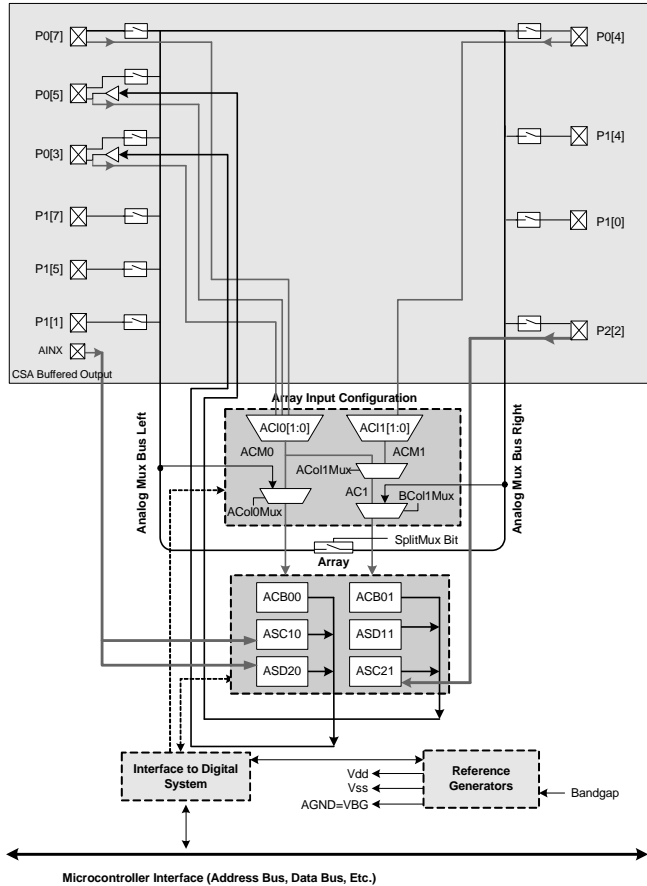 P0[7]
P0[4]
P0[5]
P0[3]
P1[4]
P1[7]
P1[0]
P1[5]
P1[1]
P2[2]
AINX
CSA Buffered Output
Array Input Configuration
Analog Mux Bus Left
Analog Mux Bus Right
ACI0[1:0]
ACI1[1:0]
ACM0
ACM1
ACol1Mux
AC1
BCol1Mux
ACol0Mux
SplitMux Bit
Array
ACB00
ACB01
ASC10
ASD11
ASD20
ASC21
Interface to Digital
System
Vdd
Vss
AGND=VBG
Reference
Generators
Bandgap
Microcontroller Interface (Address Bus, Data Bus, Etc.)